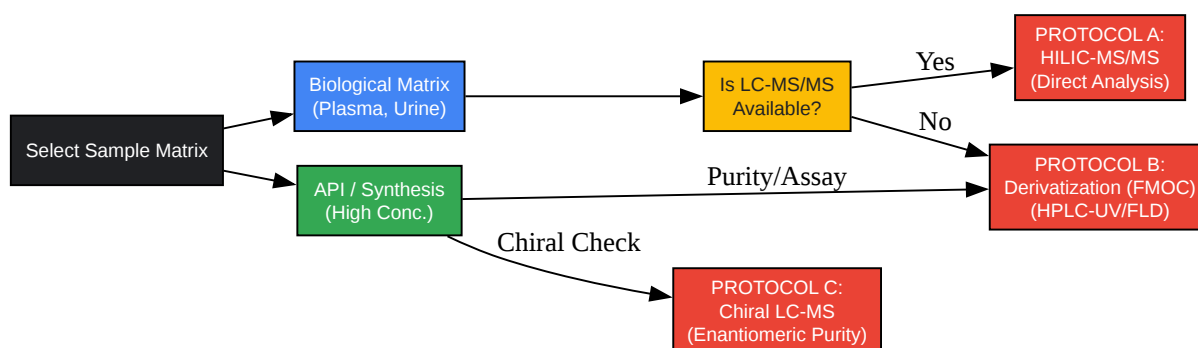 Select Sample Matrix
Biological Matrix
(Plasma, Urine)
API / Synthesis
(High Conc.)
Is LC-MS/MS
Available?
Yes
No
Purity/Assay
Chiral Check
PROTOCOL A:
HILIC-MS/MS
(Direct Analysis)
PROTOCOL B:
Derivatization (FMOC)
(HPLC-UV/FLD)
PROTOCOL C:
Chiral LC-MS
(Enantiomeric Purity)